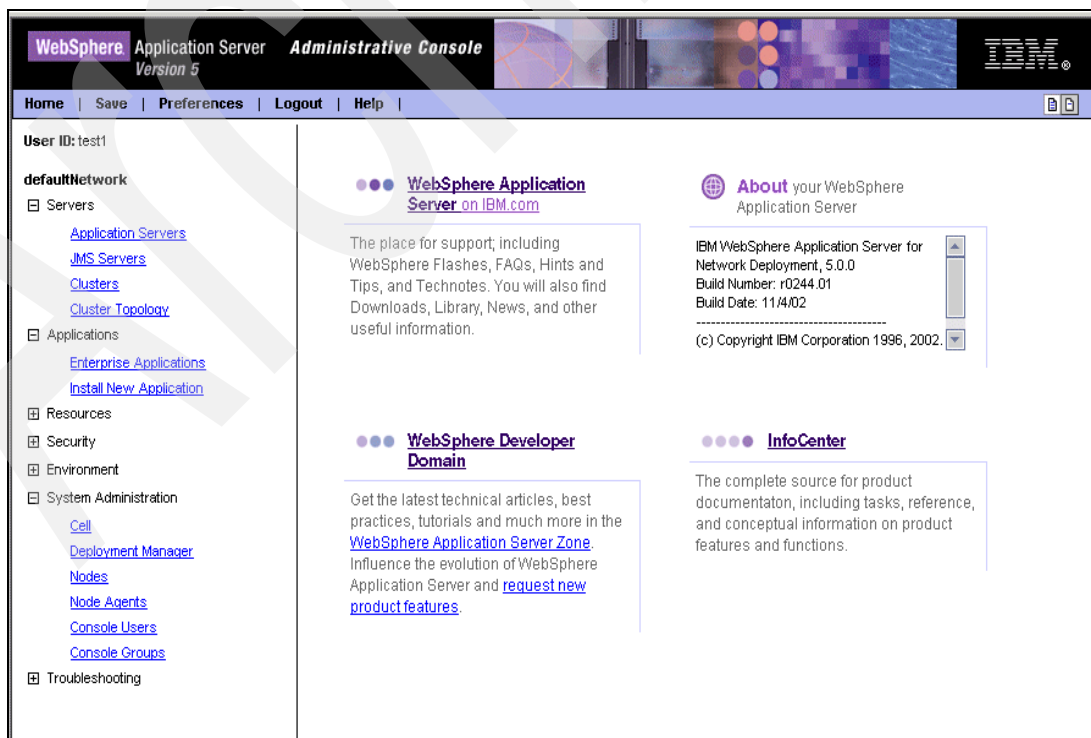 WebSphere. Application Server Administrative Console
Version 5
IBM®
Home | Save | Preferences | Logout | Help |
User ID: test1
defaultNetwork
Servers
Application Servers
JMS Servers
Clusters
Cluster Topology
Applications
Enterprise Applications
Install New Application
Resources
Security
Environment
System Administration
Cell
Deployment Manager
Nodes
Node Agents
Console Users
Console Groups
Troubleshooting
WebSphere Application
Server on IBM.com
The place for support; including
WebSphere Flashes, FAQs, Hints and
Tips, and Technotes. You will also find
Downloads, Library, News, and other
useful information.
About your WebSphere
Application Server
IBM WebSphere Application Server for
Network Deployment, 5.0.0
Build Number: r0244.01
Build Date: 11/4/02
----------------------------------------
(c) Copyright IBM Corporation 1996, 2002.
WebSphere Developer
Domain
Get the latest technical articles, best
practices, tutorials and much more in the
WebSphere Application Server Zone.
Influence the evolution of WebSphere
Application Server and request new
product features.
InfoCenter
The complete source for product
documentaton, including tasks, reference,
and conceptual information on product
features and functions.